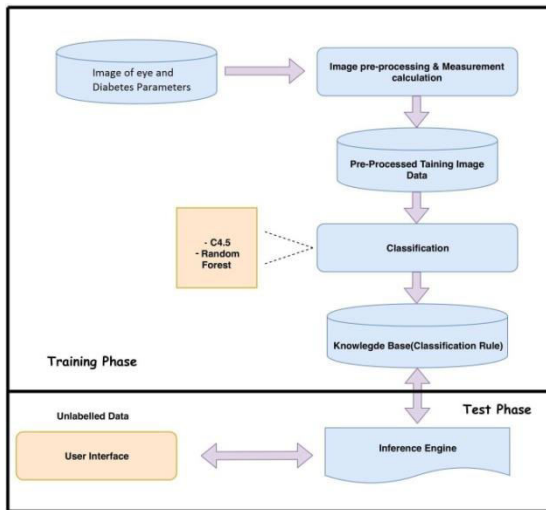 Image of eye and
Diabetes Parameters
Image pre-processing & Measurement
calculation
Pre-Processed Taining Image
Data
- C4.5
- Random
Forest
Classification
Knowlegde Base(Classification Rule)
Training Phase
Test Phase
Unlabelled Data
User Interface
Inference Engine